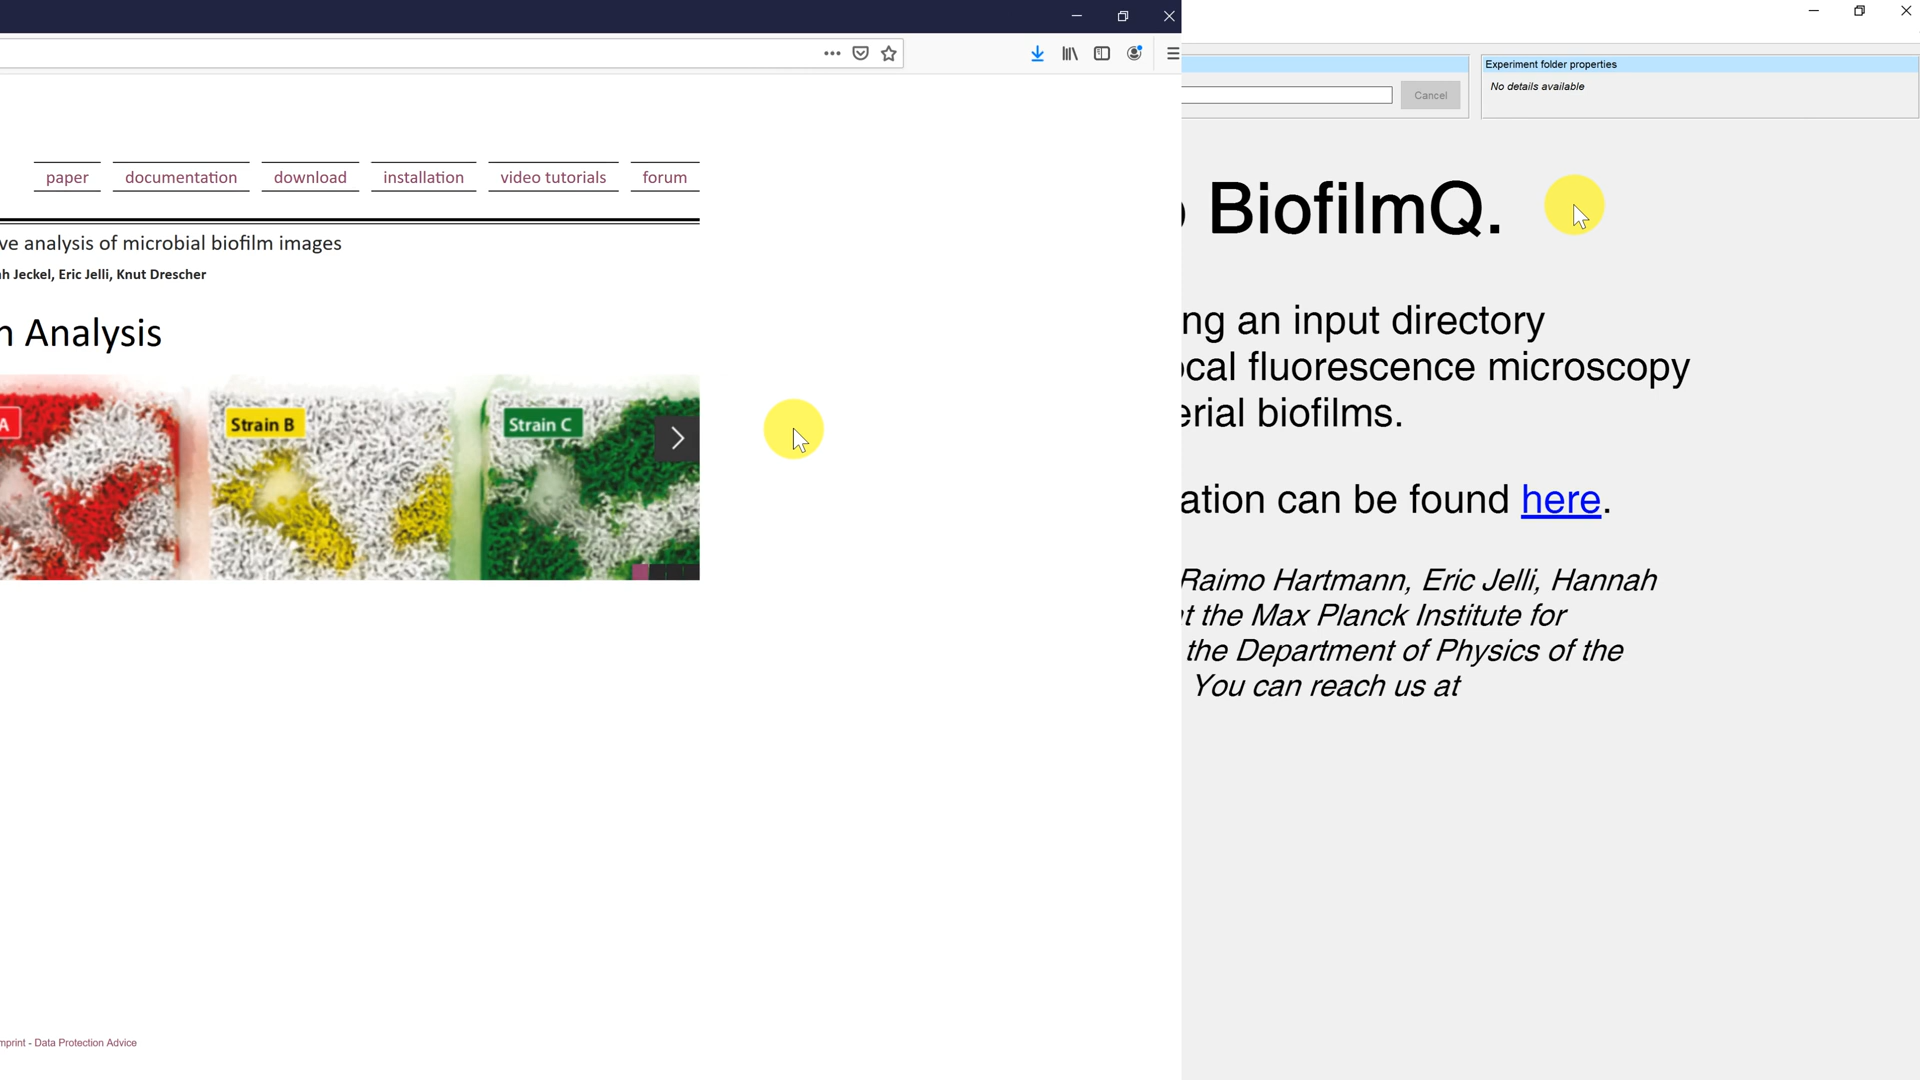 paper documentation download installation video tutorials forum
ve analysis of microbial biofilm images
h Jeckel, Eric Jelli, Knut Drescher
n Analysis
A
Strain B
Strain C
mprint - Data Protection Advice
Cancel
Experiment folder properties
No details available
BiofilmQ.
ng an input directory
ocal fluorescence microscopy
erial biofilms.
ation can be found here.
Raimo Hartmann, Eric Jelli, Hannah
at the Max Planck Institute for
the Department of Physics of the
You can reach us at